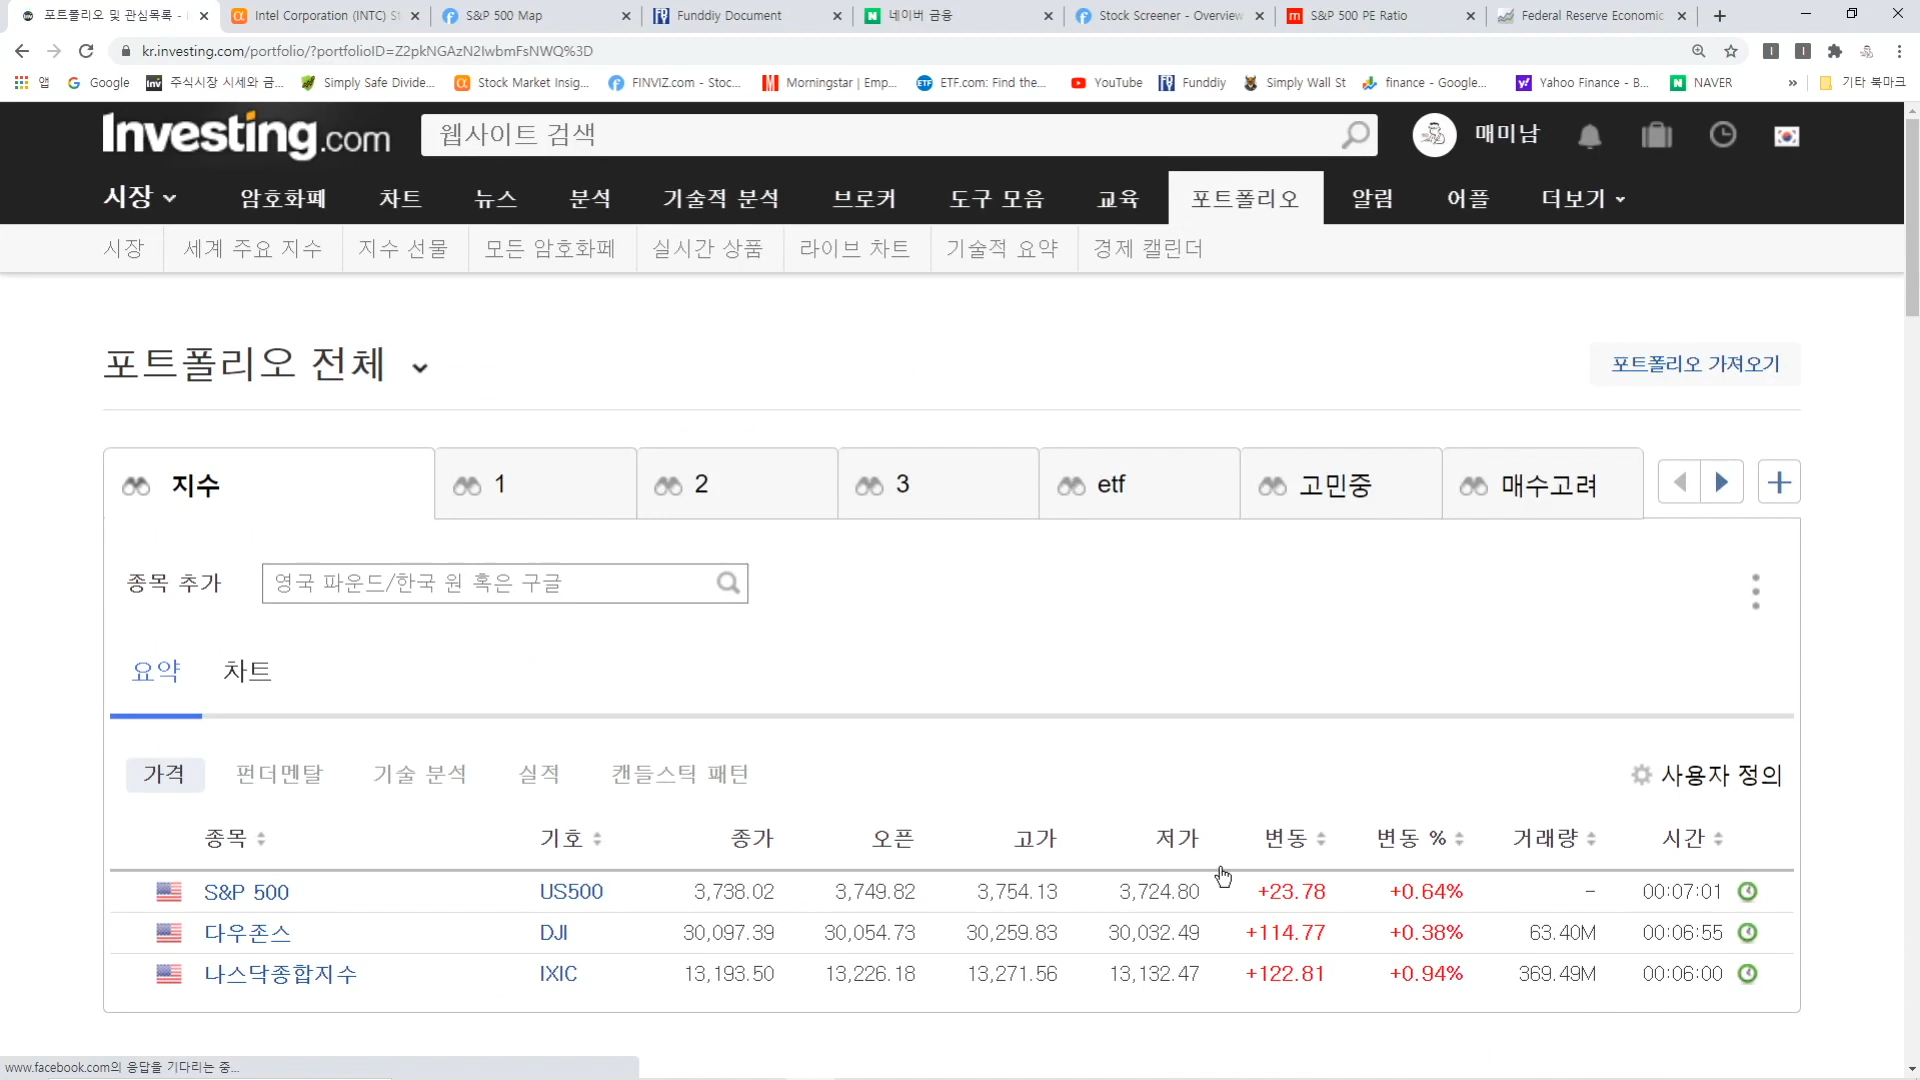 포트폴리오 및 관심목록 -
Intel Corporation (INTC) St
S&P 500 Map
Funddiy Document
네이버 금융
Stock Screener - Overview
S&P 500 PE Ratio
Federal Reserve Economic
kr.investing.com/portfolio/?portfolioID=Z2pkNGAzN2IwbmFsNWQ%3D
앱 Google 주식시장 시세와 금... Simply Safe Divide... Stock Market Insig... FINVIZ.com - Stoc... Morningstar | Emp... ETF.com: Find the... YouTube Funddiy Simply Wall St finance - Google... Yahoo Finance - B... NAVER » 기타 북마크
Investing.com 웹사이트 검색 매미남
시장 암호화폐 차트 뉴스 분석 기술적 분석 브로커 도구 모음 교육 포트폴리오 알림 어플 더보기
시장 세계 주요 지수 지수 선물 모든 암호화폐 실시간 상품 라이브 차트 기술적 요약 경제 캘린더
포트폴리오 전체 포트폴리오 가져오기
지수 1 2 3 etf 고민중 매수고려
종목 추가 영국 파운드/한국 원 혹은 구글
요약 차트
가격 펀더멘탈 기술 분석 실적 캔들스틱 패턴 사용자 정의
종목 기호 종가 오픈 고가 저가 변동 변동 % 거래량 시간
S&P 500 US500 3,738.02 3,749.82 3,754.13 3,724.80 +23.78 +0.64% - 00:07:01
다우존스 DJI 30,097.39 30,054.73 30,259.83 30,032.49 +114.77 +0.38% 63.40M 00:06:55
나스닥종합지수 IXIC 13,193.50 13,226.18 13,271.56 13,132.47 +122.81 +0.94% 369.49M 00:06:00
www.facebook.com의 응답을 기다리는 중...